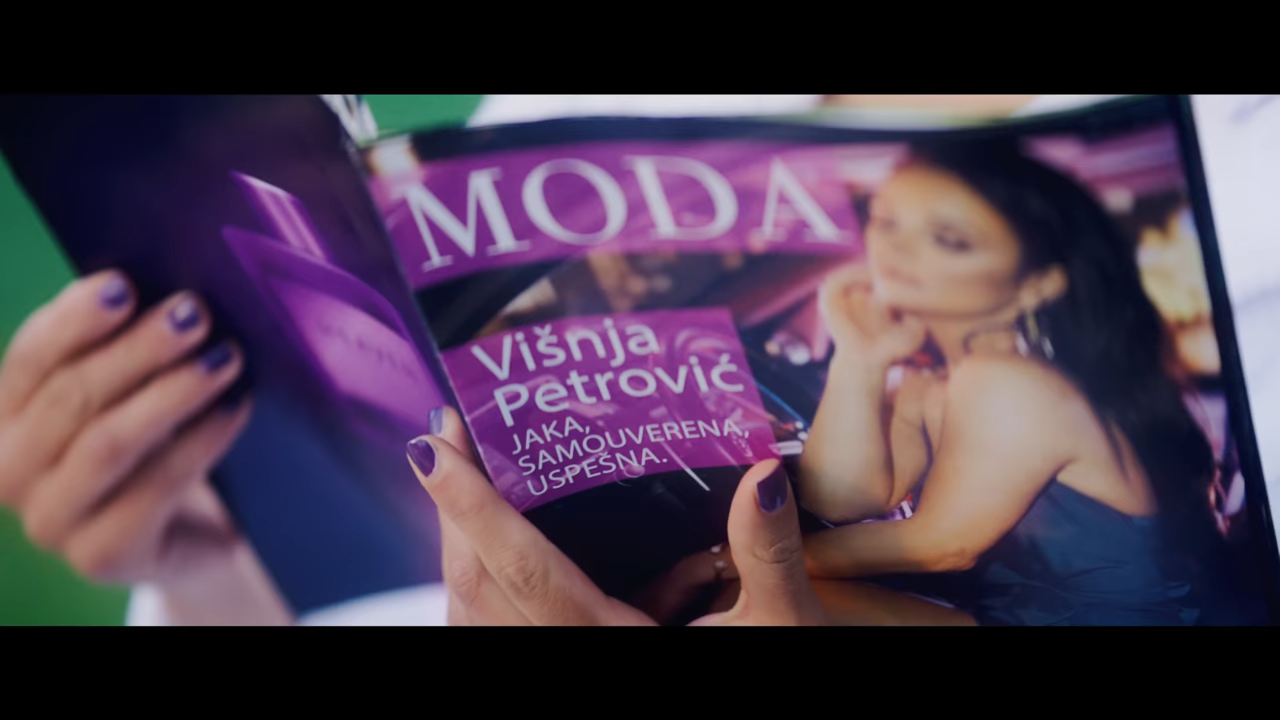 MODA
Višnja
Petrović
JAKA,
SAMOUVERENA,
USPEŠNA.